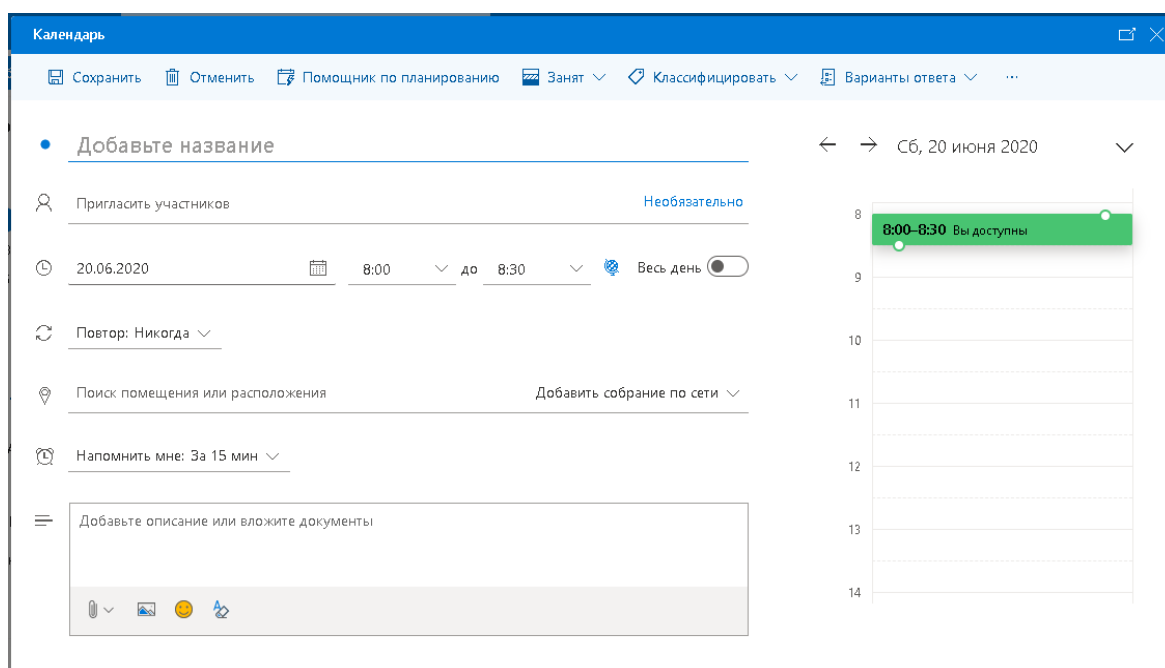 Календарь
Сохранить Отменить Помощник по планированию Занят Классифицировать Варианты ответа ...
Добавьте название
Пригласить участников Необязательно
20.06.2020 8:00 до 8:30 Весь день
Повтор: Никогда
Поиск помещения или расположения Добавить собрание по сети
Напомнить мне: За 15 мин
Добавьте описание или вложите документы
Сб, 20 июня 2020
8
8:00–8:30 Вы доступны
9
10
11
12
13
14